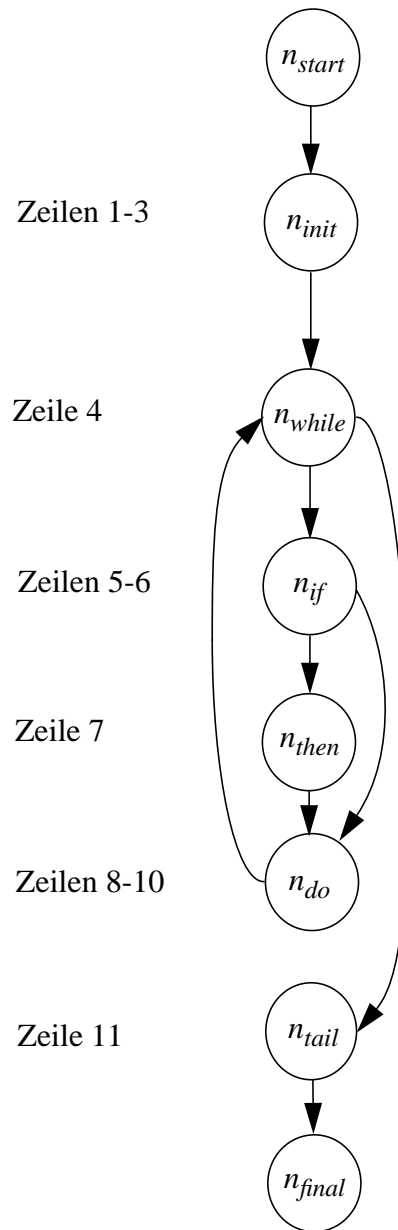 n_start
Zeilen 1-3 n_init
Zeile 4 n_while
Zeilen 5-6 n_if
Zeile 7 n_then
Zeilen 8-10 n_do
Zeile 11 n_tail
n_final